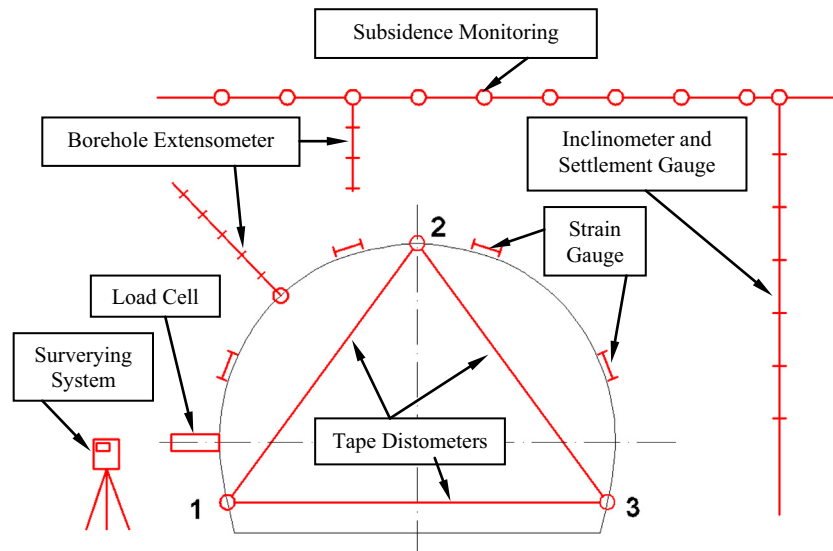 Subsidence Monitoring
Borehole Extensometer
Inclinometer and
Settlement Gauge
2
Strain
Gauge
Load Cell
Surverying
System
Tape Distometers
1
3